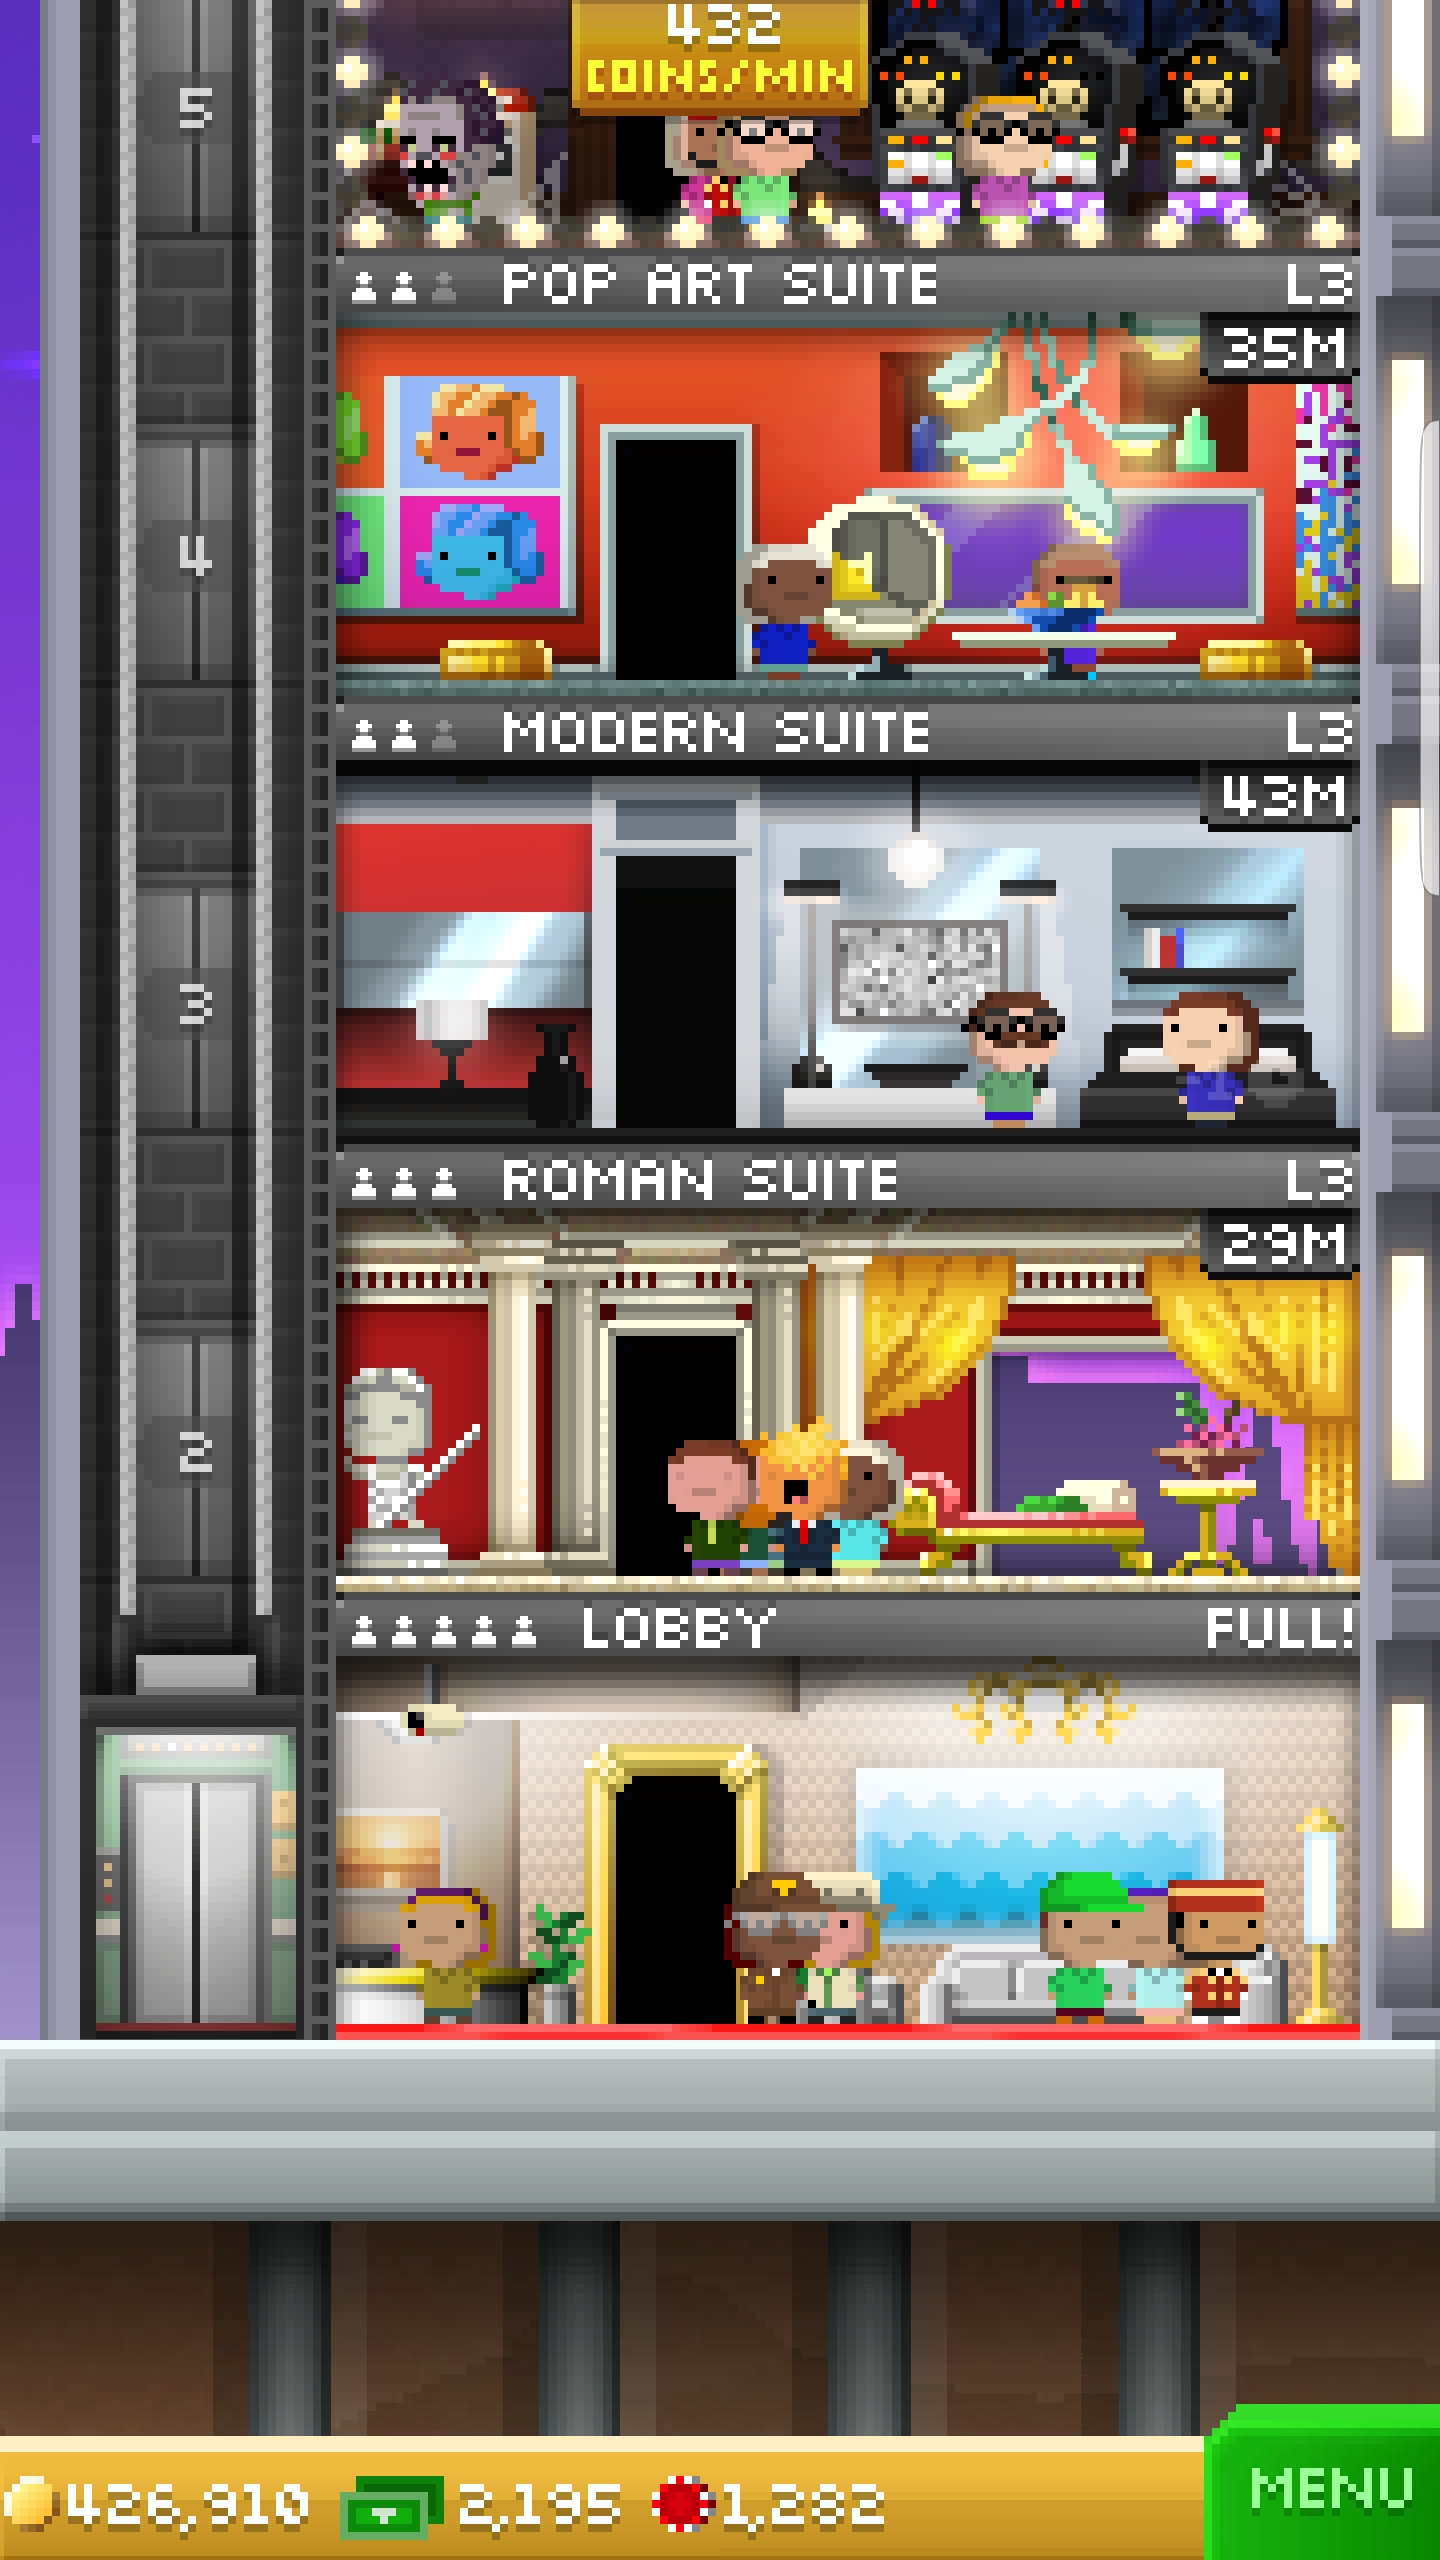 432
COINS/MIN
5
POP ART SUITE L3
35M
4
MODERN SUITE L3
43M
3
ROMAN SUITE L3
29M
2
LOBBY FULL!
426,910 2,195 1,282 MENU